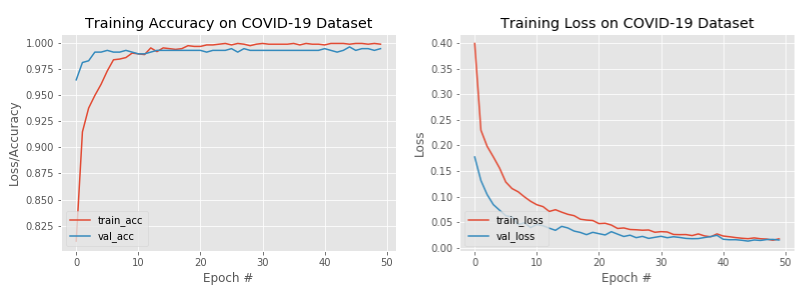 Training Accuracy on COVID-19 Dataset
1.000
0.975
0.950
0.925
0.900
0.875
0.850
0.825
Loss/Accuracy
train_acc
val_acc
0
10
20
30
40
50
Epoch #
Training Loss on COVID-19 Dataset
0.40
0.35
0.30
0.25
0.20
0.15
0.10
0.05
0.00
Loss
train_loss
val_loss
0
10
20
30
40
50
Epoch #